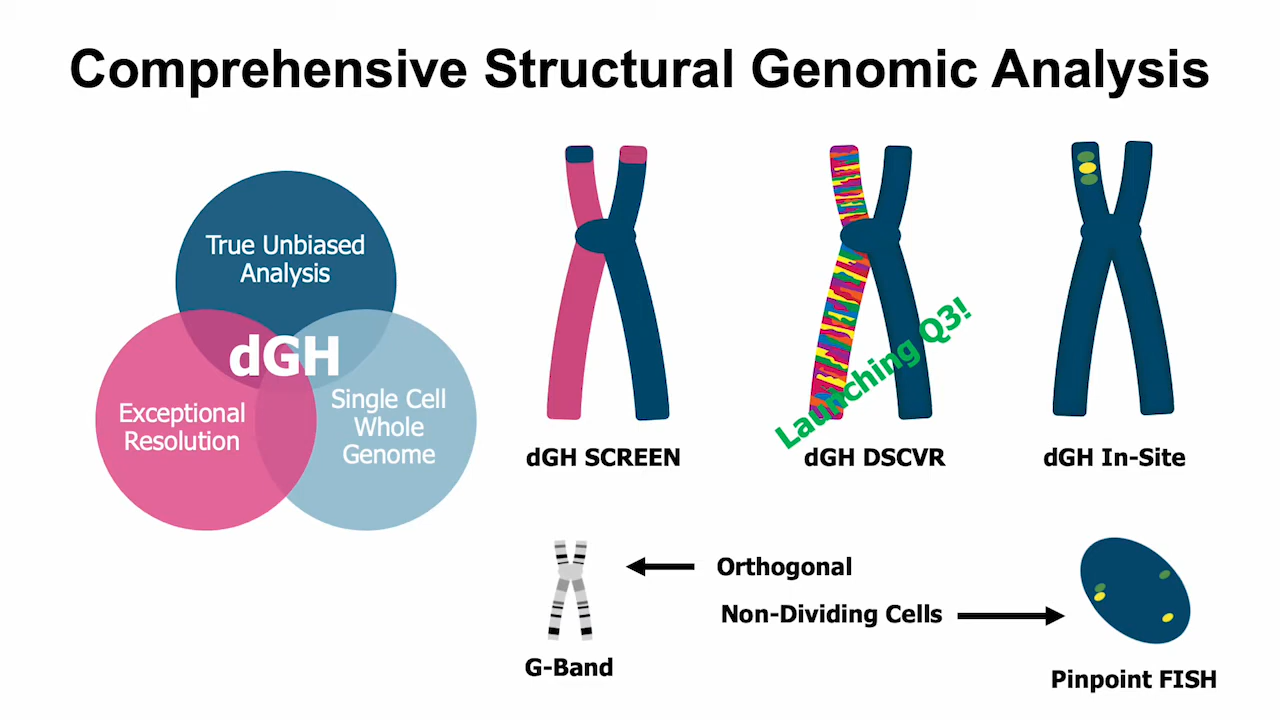 Comprehensive Structural Genomic Analysis
True Unbiased
Analysis
dGH
Exceptional
Resolution
Single Cell
Whole
Genome
Launching Q3!
dGH SCREEN
dGH DSCVR
dGH In-Site
Orthogonal
Non-Dividing Cells
G-Band
Pinpoint FISH